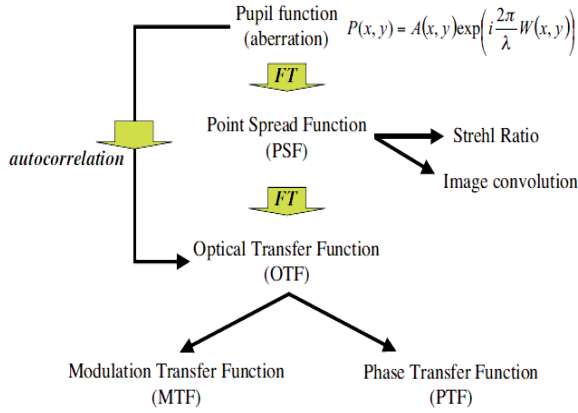 Pupil function
(aberration)
P(x, y) = A(x, y)exp(i 2π/λ W(x, y))
FT
Point Spread Function
(PSF)
Strehl Ratio
autocorrelation
Image convolution
FT
Optical Transfer Function
(OTF)
Modulation Transfer Function
(MTF)
Phase Transfer Function
(PTF)